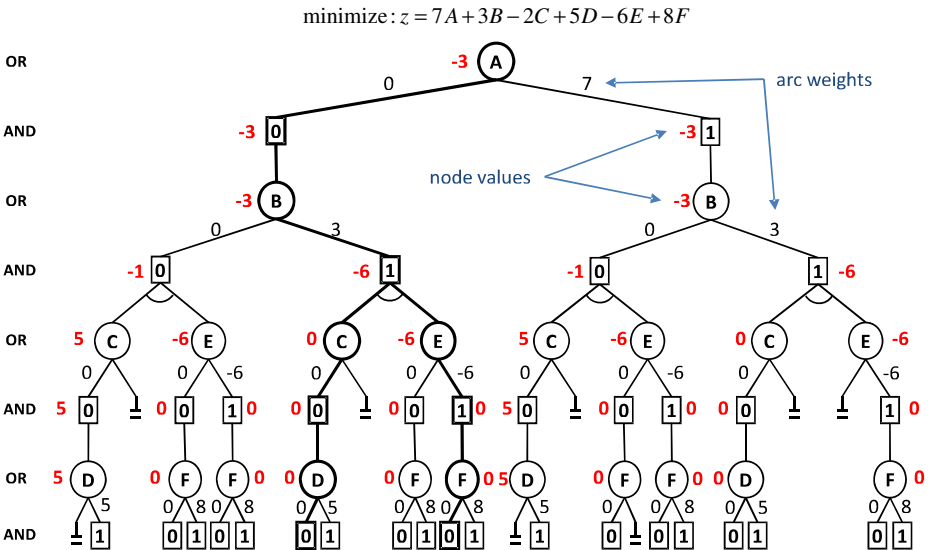 minimize: z = 7A + 3B − 2C + 5D − 6E + 8F
OR -3 A
0 7 arc weights
AND -3 0 -3 1
node values
OR -3 B -3 B
0 3 0 3
AND -1 0 -6 1 -1 0 1 -6
OR 5 C -6 E 0 C -6 E 5 C -6 E 0 C E -6
0 0 -6 0 0 -6 0 0 -6 0 -6
AND 5 0 0 0 1 0 0 0 0 0 1 0 5 0 0 0 1 0 0 0 1 0
OR 5 D 0 F F 0 0 D 0 F F 0 5 D 0 F F 0 0 D F 0
5 0 8 0 8 0 5 0 8 0 8 5 0 8 0 8 0 5 0 8
AND 1 0 1 0 1 0 1 0 1 0 1 1 0 0 1 0 1 0 1